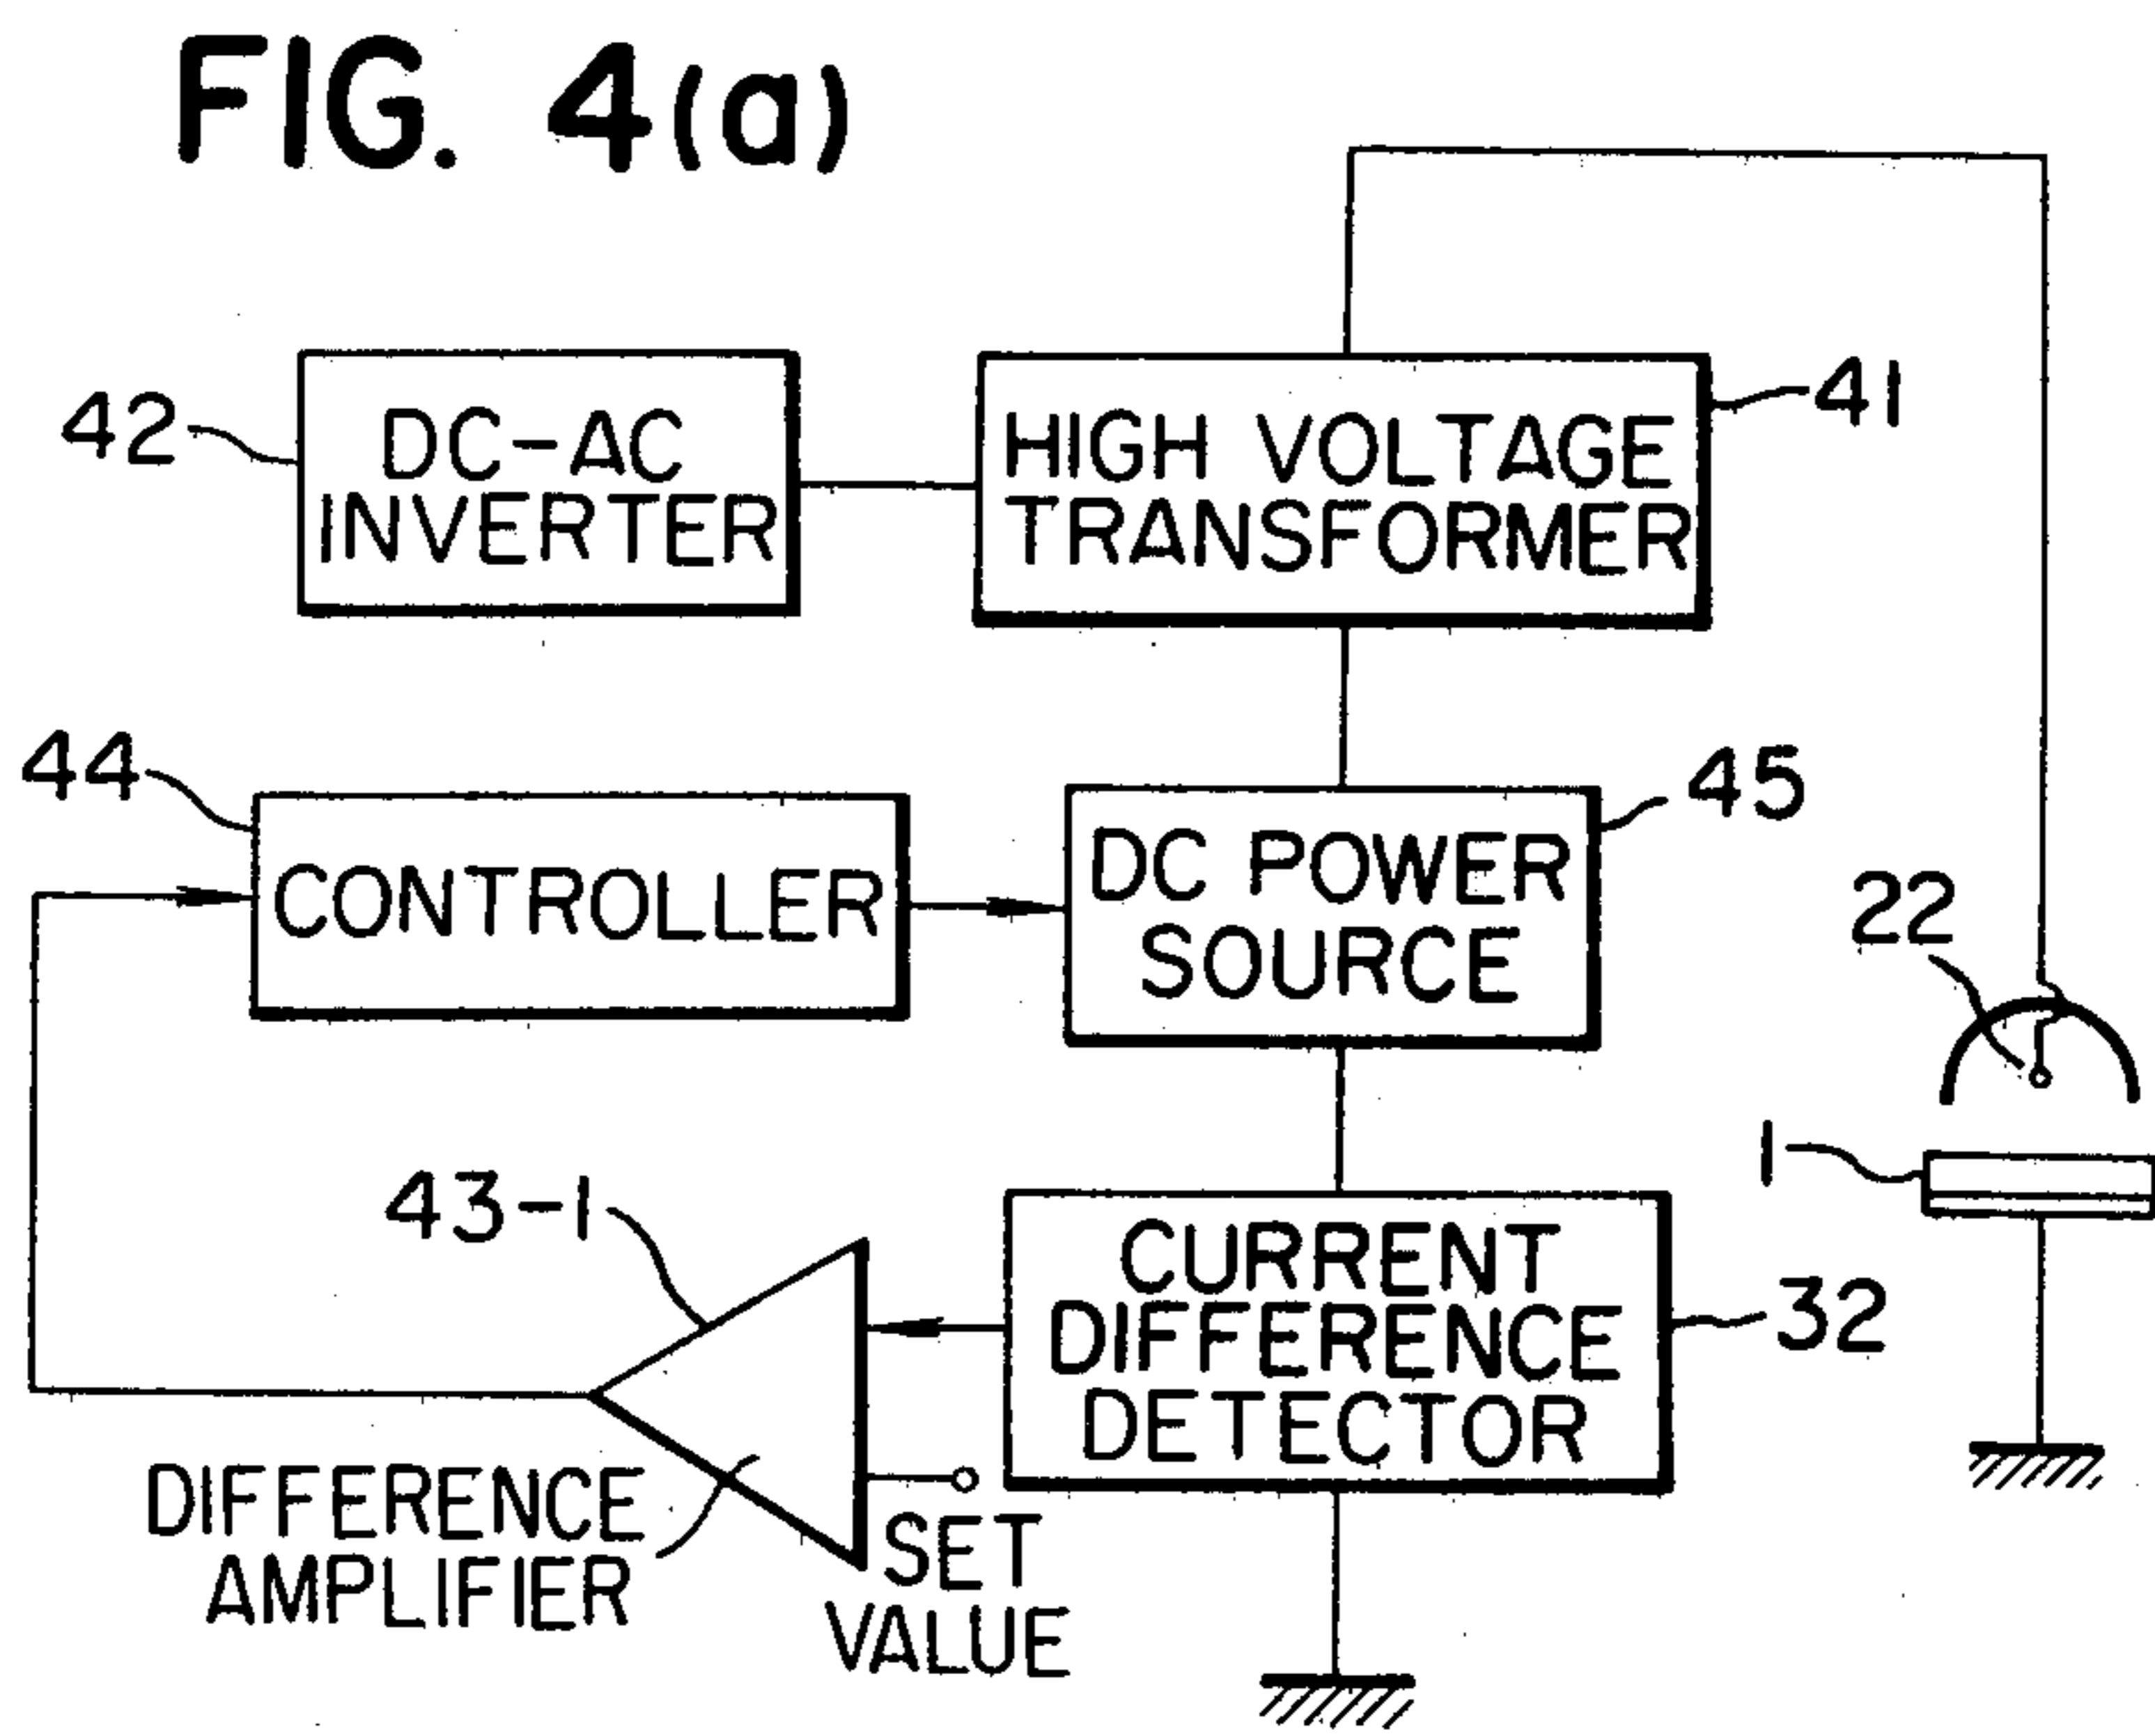 FIG. 4(a)
42
DC-AC
INVERTER
HIGH VOLTAGE
TRANSFORMER
41
44
CONTROLLER
DC POWER
SOURCE
45
22
1
43-1
CURRENT
DIFFERENCE
DETECTOR
32
DIFFERENCE
AMPLIFIER
SET
VALUE